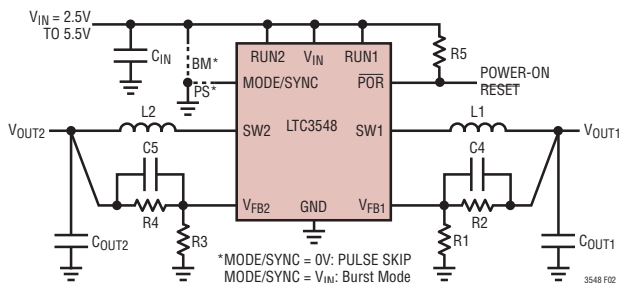 VIN = 2.5V
TO 5.5V
CIN
BM*
PS*
RUN2 VIN RUN1
MODE/SYNC
POR
R5
POWER-ON
RESET
LTC3548
L2
SW2
SW1
L1
VOUT2
VOUT1
C5
C4
VFB2
GND
VFB1
R4
R2
R3
R1
COUT2
COUT1
*MODE/SYNC = 0V: PULSE SKIP
MODE/SYNC = VIN: Burst Mode
3548 F02